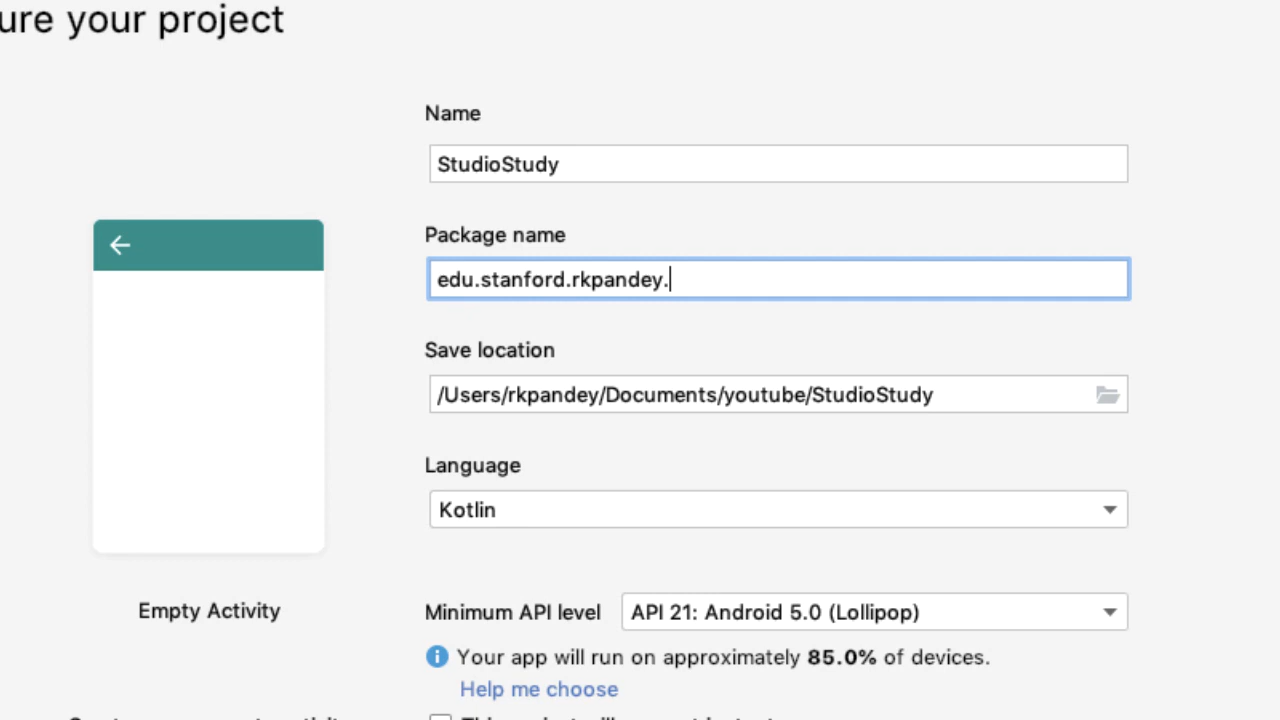 ure your project
Name
StudioStudy
Package name
edu.stanford.rkpandey.
Save location
/Users/rkpandey/Documents/youtube/StudioStudy
Language
Kotlin
Empty Activity
Minimum API level API 21: Android 5.0 (Lollipop)
Your app will run on approximately 85.0% of devices.
Help me choose